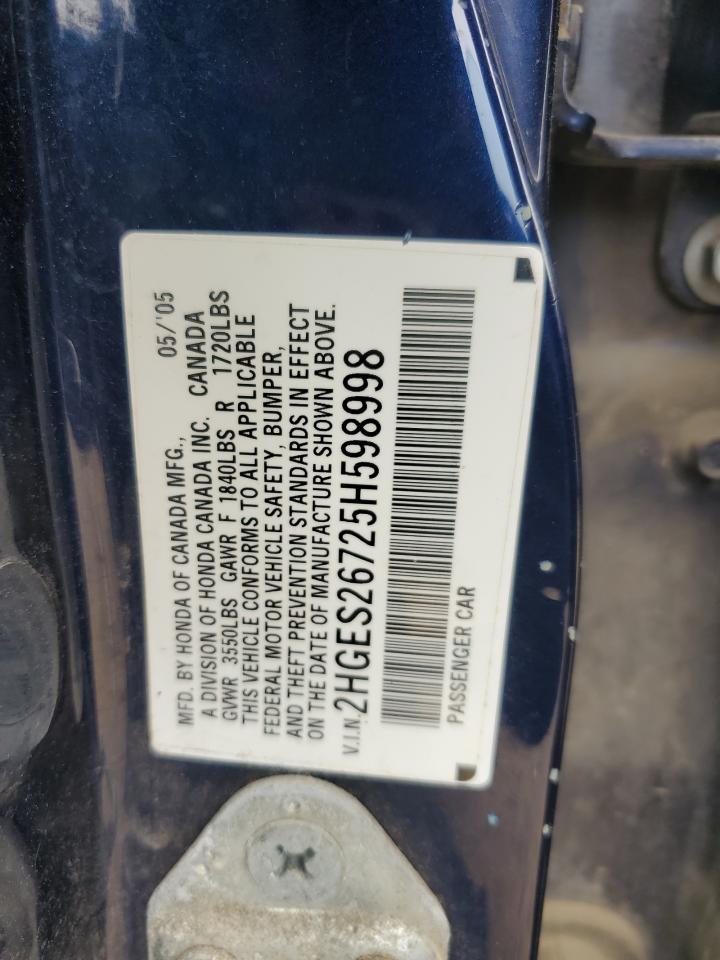 MFD. BY HONDA OF CANADA MFG., 05/'05
A DIVISION OF HONDA CANADA INC. CANADA
GVWR 3550LBS GAWR F 1840LBS R 1720LBS
THIS VEHICLE CONFORMS TO ALL APPLICABLE
FEDERAL MOTOR VEHICLE SAFETY, BUMPER,
AND THEFT PREVENTION STANDARDS IN EFFECT
ON THE DATE OF MANUFACTURE SHOWN ABOVE.
V.I.N.:2HGES26725H598998
PASSENGER CAR